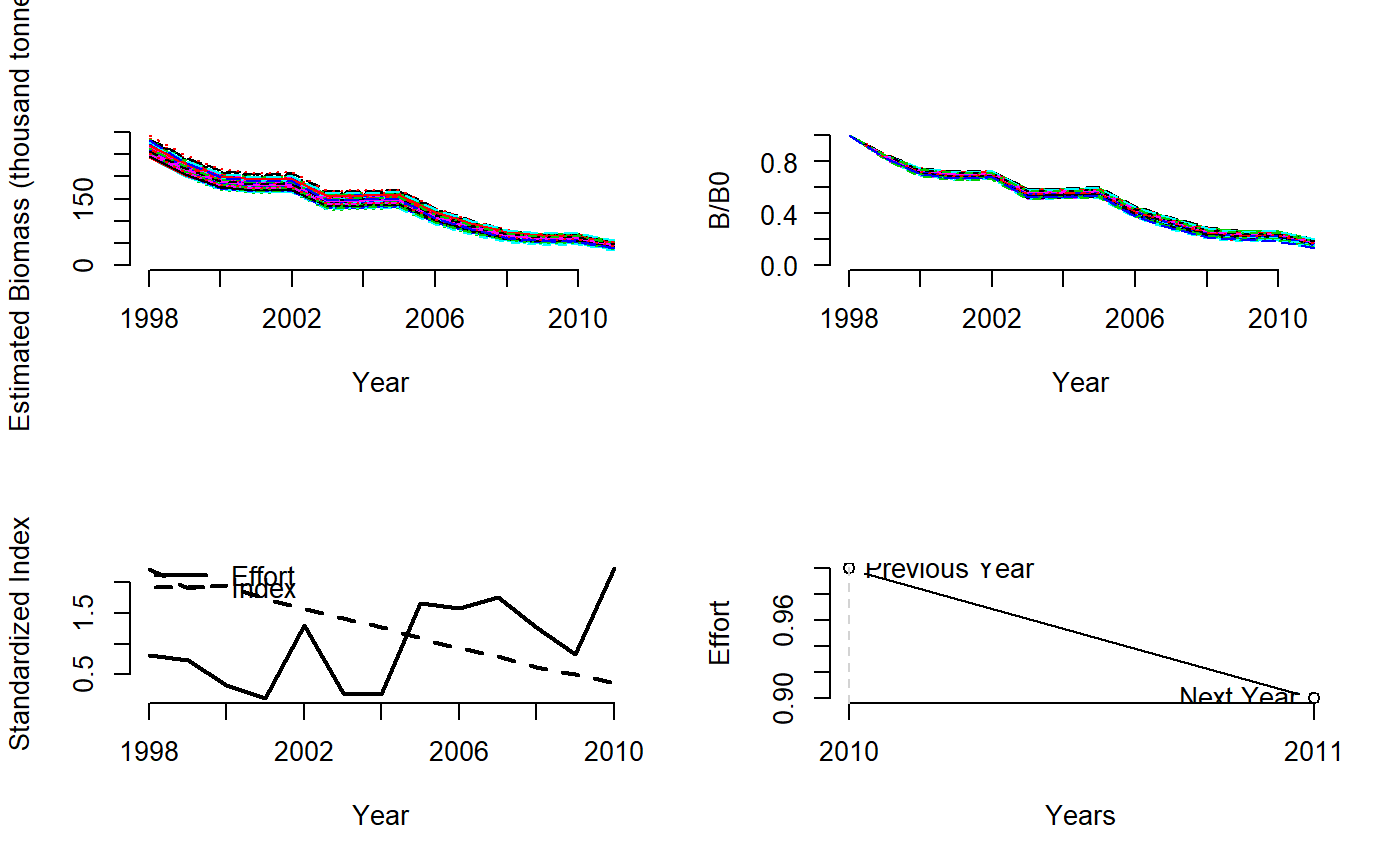 Estimated Biomass (thousand tonne
150
0
1998 2002 2006 2010
Year
B/B0
0.8
0.4
0.0
1998 2002 2006 2010
Year
Standardized Index
1.5
0.5
Effort
Index
1998 2002 2006 2010
Year
Effort
0.96
0.90
Previous Year
Next Year
2010 2011
Years